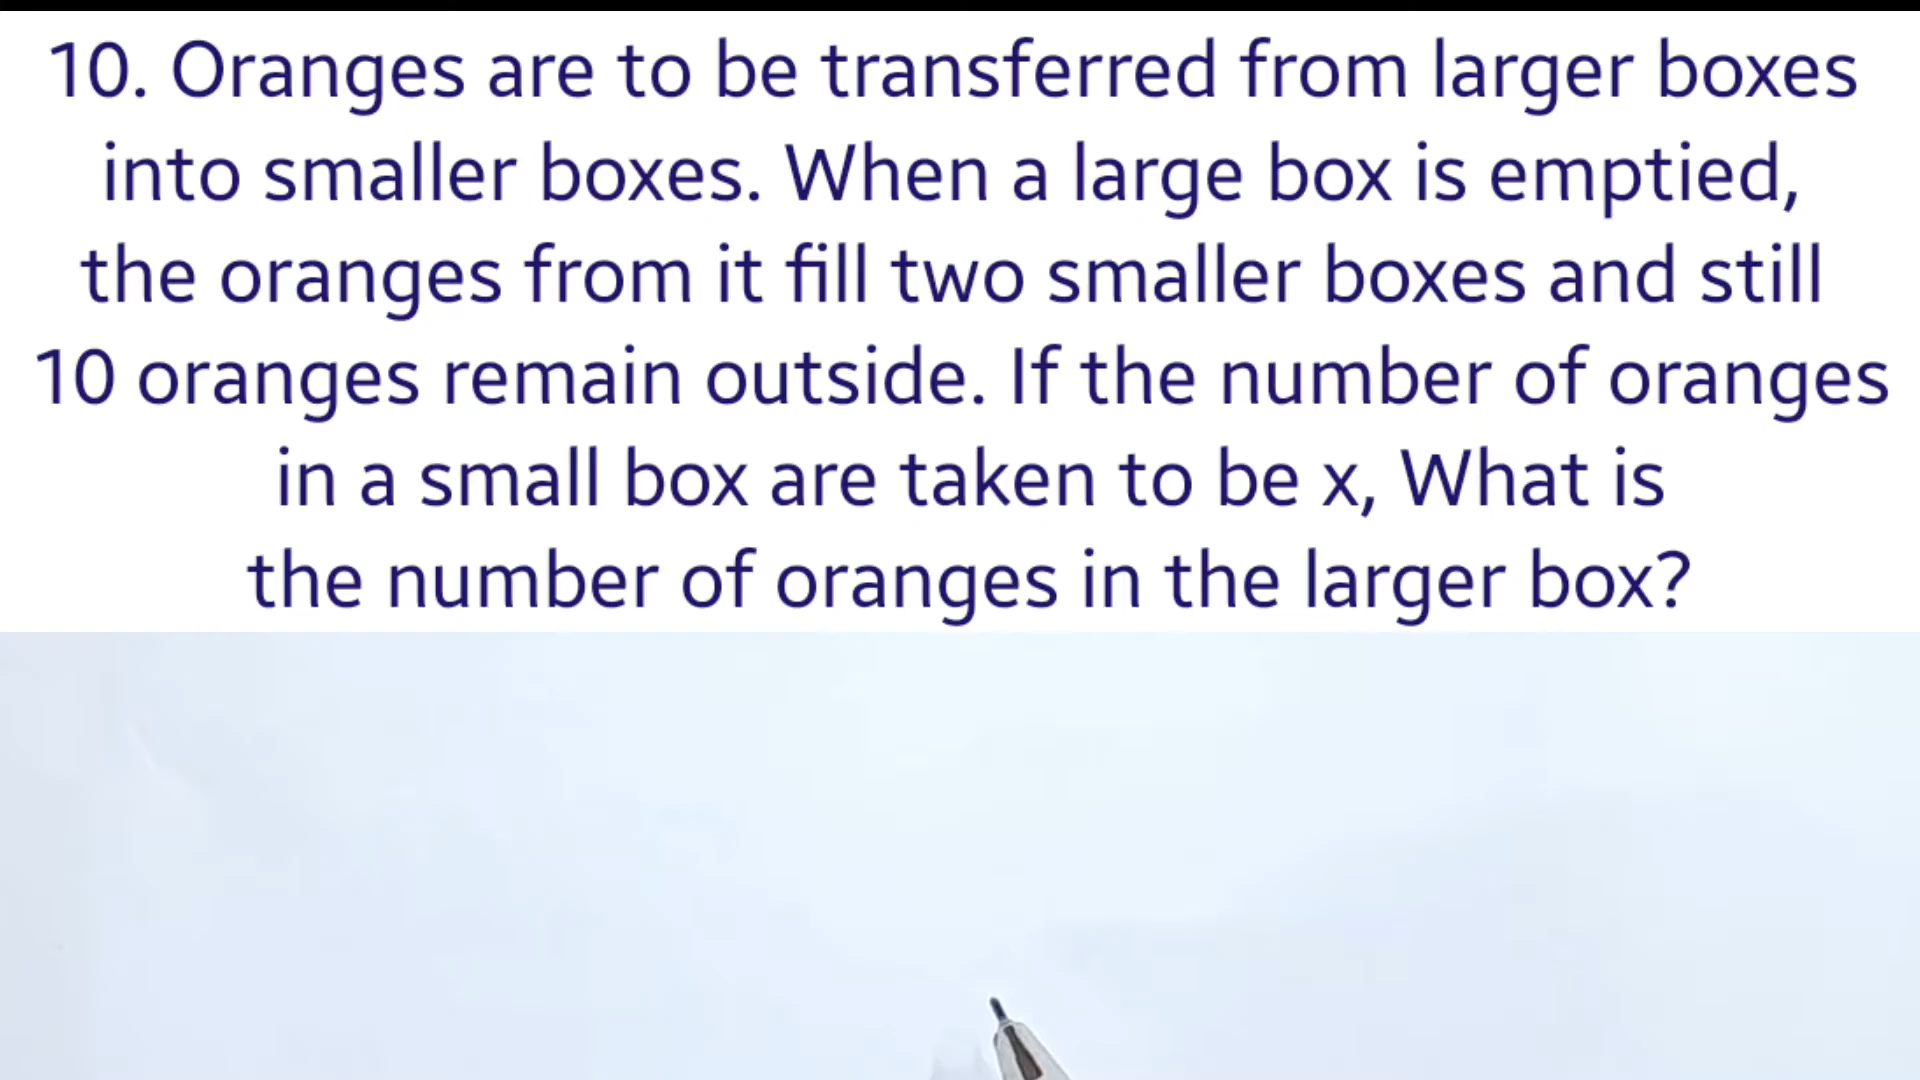 10. Oranges are to be transferred from larger boxes
into smaller boxes. When a large box is emptied,
the oranges from it fill two smaller boxes and still
10 oranges remain outside. If the number of oranges
in a small box are taken to be x, What is
the number of oranges in the larger box?